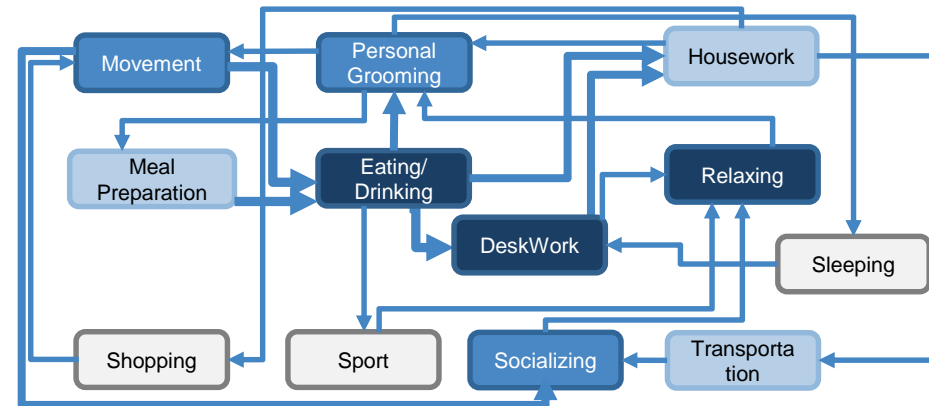 Movement
Personal
Grooming
Housework
Meal
Preparation
Eating/
Drinking
Relaxing
DeskWork
Sleeping
Shopping
Sport
Socializing
Transporta
tion